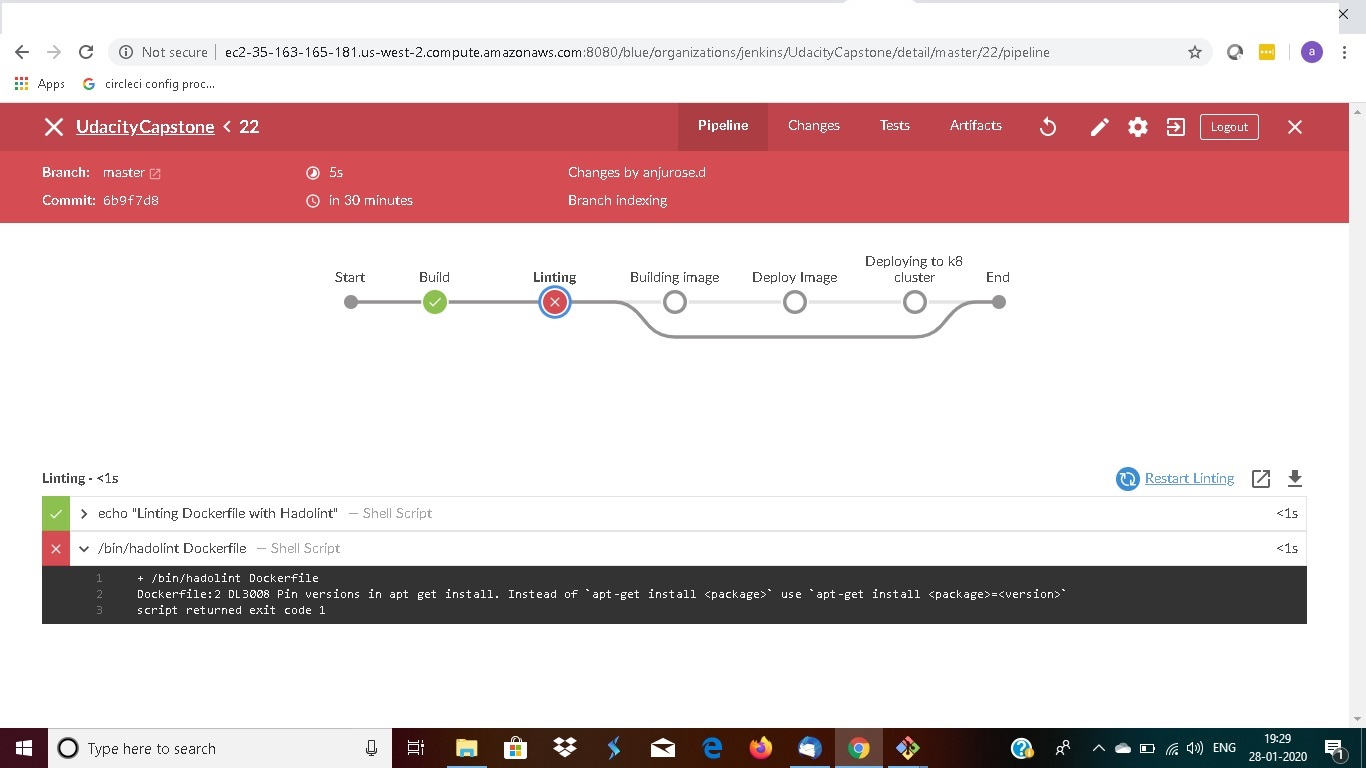 Not secure | ec2-35-163-165-181.us-west-2.compute.amazonaws.com:8080/blue/organizations/jenkins/UdacityCapstone/detail/master/22/pipeline
a
Apps circleci config proc...
UdacityCapstone < 22 Pipeline Changes Tests Artifacts Logout
Branch: master 5s Changes by anjurose.d
Commit: 6b9f7d8 in 30 minutes Branch indexing
Deploying to k8
Start Build Linting Building image Deploy Image cluster End
Linting - <1s Restart Linting
echo "Linting Dockerfile with Hadolint" — Shell Script <1s
/bin/hadolint Dockerfile — Shell Script <1s
1 + /bin/hadolint Dockerfile
2 Dockerfile:2 DL3008 Pin versions in apt get install. Instead of `apt-get install <package>` use `apt-get install <package>=<version>`
3 script returned exit code 1
Type here to search ENG 19:29
28-01-2020 1